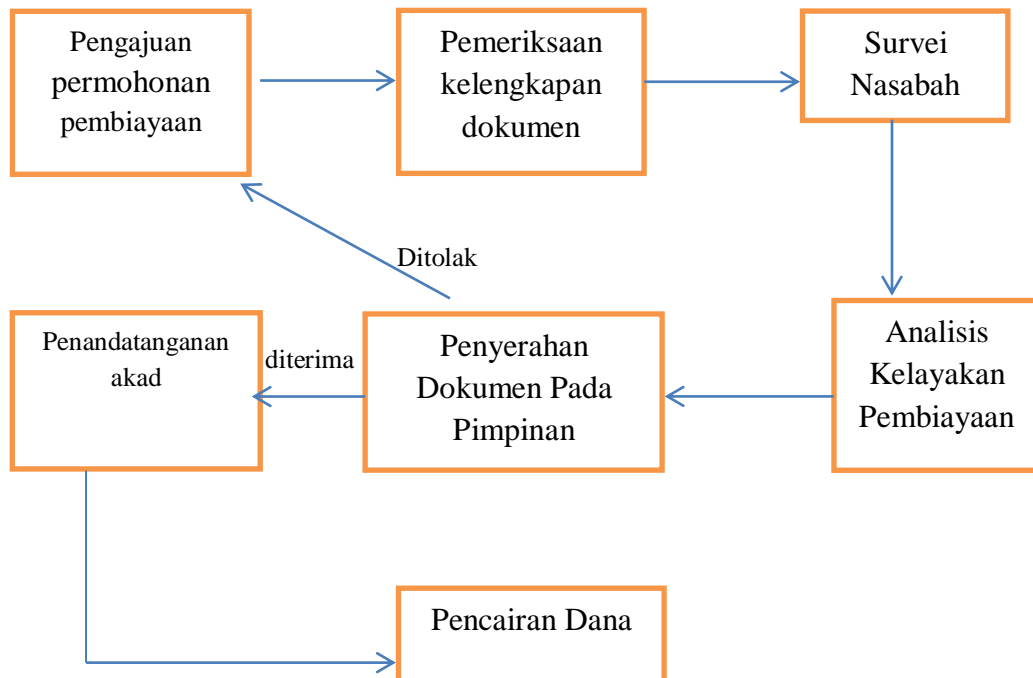 Pengajuan
permohonan
pembiayaan
Pemeriksaan
kelengkapan
dokumen
Survei
Nasabah
Ditolak
Penandatanganan
akad
diterima
Penyerahan
Dokumen Pada
Pimpinan
Analisis
Kelayakan
Pembiayaan
Pencairan Dana